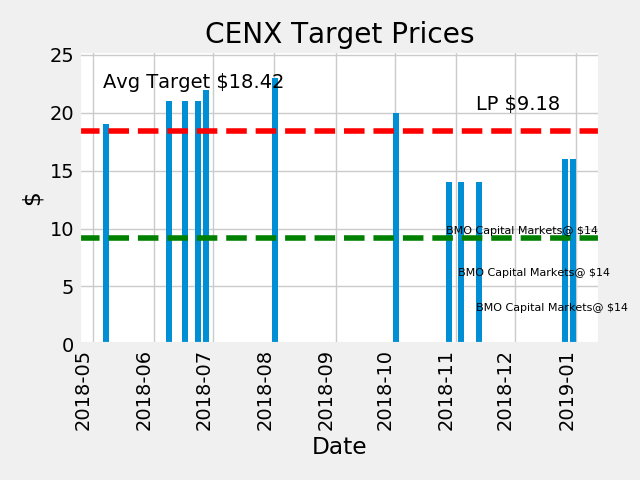 CENX Target Prices
25
Avg Target $18.42
LP $9.18
20
15
10
BMO Capital Markets@ $14
BMO Capital Markets@ $14
5
BMO Capital Markets@ $14
0
$
2018-05
2018-06
2018-07
2018-08
2018-09
2018-10
2018-11
2018-12
2019-01
Date